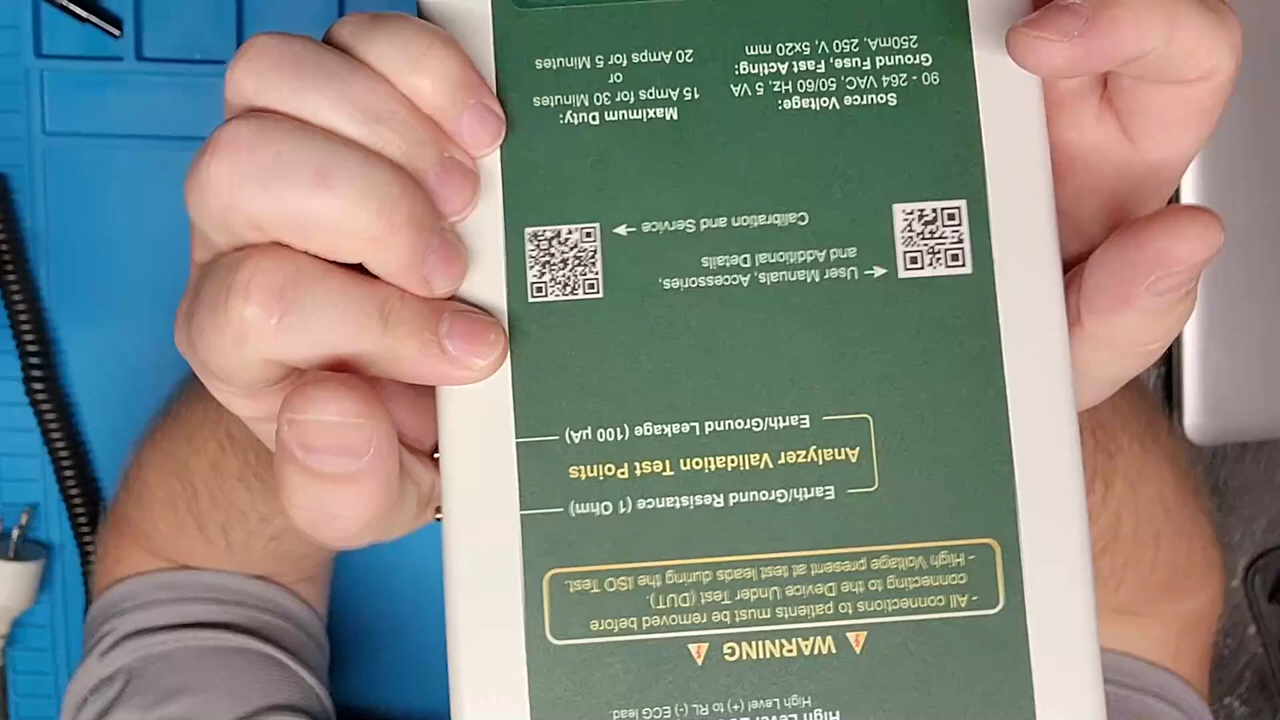 High Level
High Level (+) to RL (-) ECG lead.
WARNING
- All connections to patients must be removed before
connecting to the Device Under Test (DUT).
- High Voltage present at test leads during the ISO Test.
Earth/Ground Resistance (1 Ohm)
Analyzer Validation Test Points
Earth/Ground Leakage (100 µA)
User Manuals, Accessories,
and Additional Details
Calibration and Service
Source Voltage:
90 - 264 VAC, 50/60 Hz, 5 VA
Ground Fuse, Fast Acting:
250mA, 250 V, 5x20 mm
Maximum Duty:
15 Amps for 30 Minutes
or
20 Amps for 5 Minutes